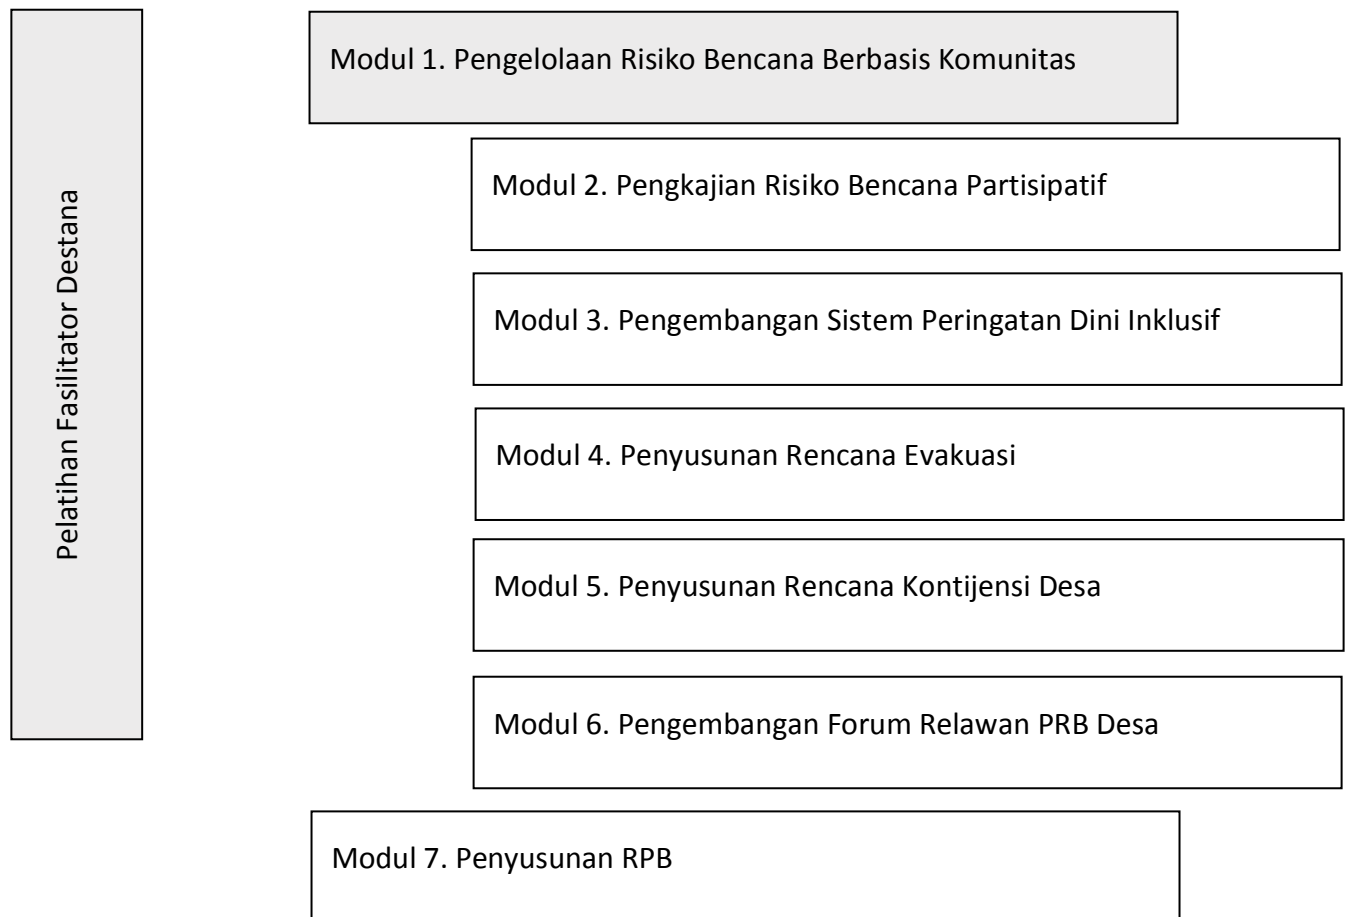 Pelatihan Fasilitator Destana
Modul 1. Pengelolaan Risiko Bencana Berbasis Komunitas
Modul 2. Pengkajian Risiko Bencana Partisipatif
Modul 3. Pengembangan Sistem Peringatan Dini Inklusif
Modul 4. Penyusunan Rencana Evakuasi
Modul 5. Penyusunan Rencana Kontijensi Desa
Modul 6. Pengembangan Forum Relawan PRB Desa
Modul 7. Penyusunan RPB